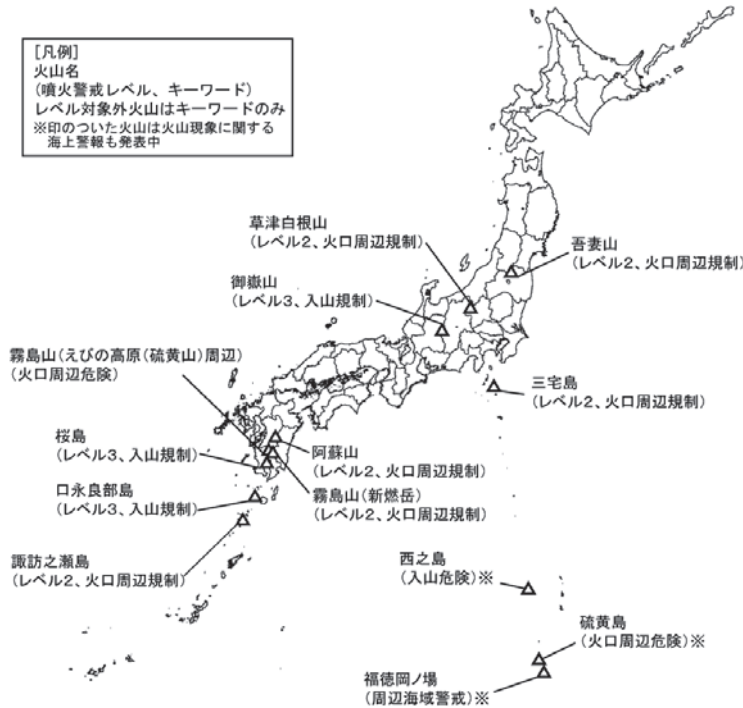 [凡例]
火山名
(噴火警戒レベル、キーワード)
レベル対象外火山はキーワードのみ
※印のついた火山は火山現象に関する
海上警報も発表中
草津白根山
(レベル2、火口周辺規制)
吾妻山
(レベル2、火口周辺規制)
御嶽山
(レベル3、入山規制)
霧島山(えびの高原(硫黄山)周辺)
(火口周辺危険)
三宅島
(レベル2、火口周辺規制)
桜島
(レベル3、入山規制)
阿蘇山
(レベル2、火口周辺規制)
口永良部島
(レベル3、入山規制)
霧島山(新燃岳)
(レベル2、火口周辺規制)
諏訪之瀬島
(レベル2、火口周辺規制)
西之島
(入山危険)※
硫黄島
(火口周辺危険)※
福徳岡ノ場
(周辺海域警戒)※